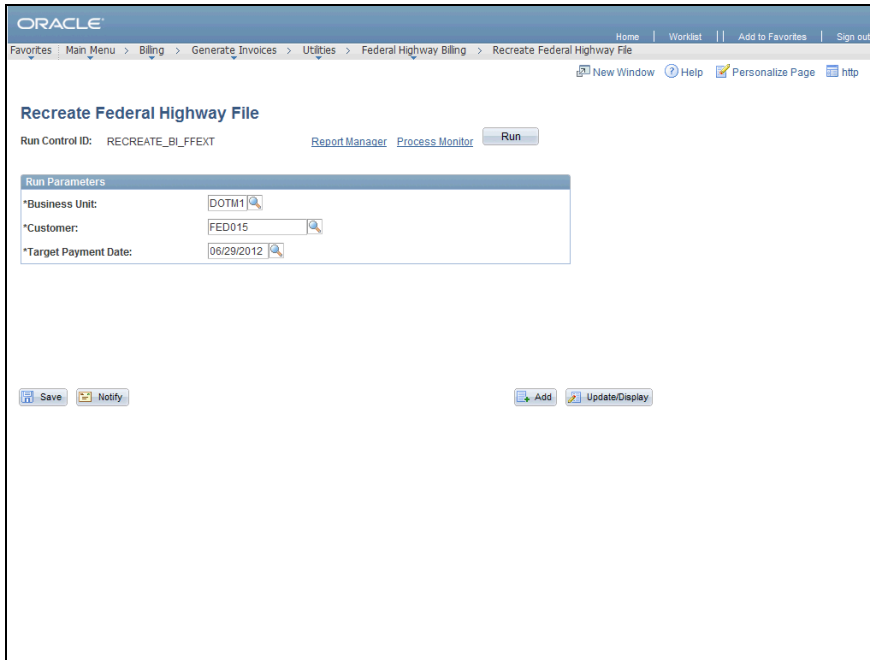 ORACLE®
Home | Worklist || Add to Favorites | Sign out
Favorites | Main Menu > Billing > Generate Invoices > Utilities > Federal Highway Billing > Recreate Federal Highway File
New Window Help Personalize Page http
Recreate Federal Highway File
Run Control ID: RECREATE_BI_FFEXT Report Manager Process Monitor Run
Run Parameters
*Business Unit: DOTM1
*Customer: FED015
*Target Payment Date: 06/29/2012
Save Notify Add Update/Display